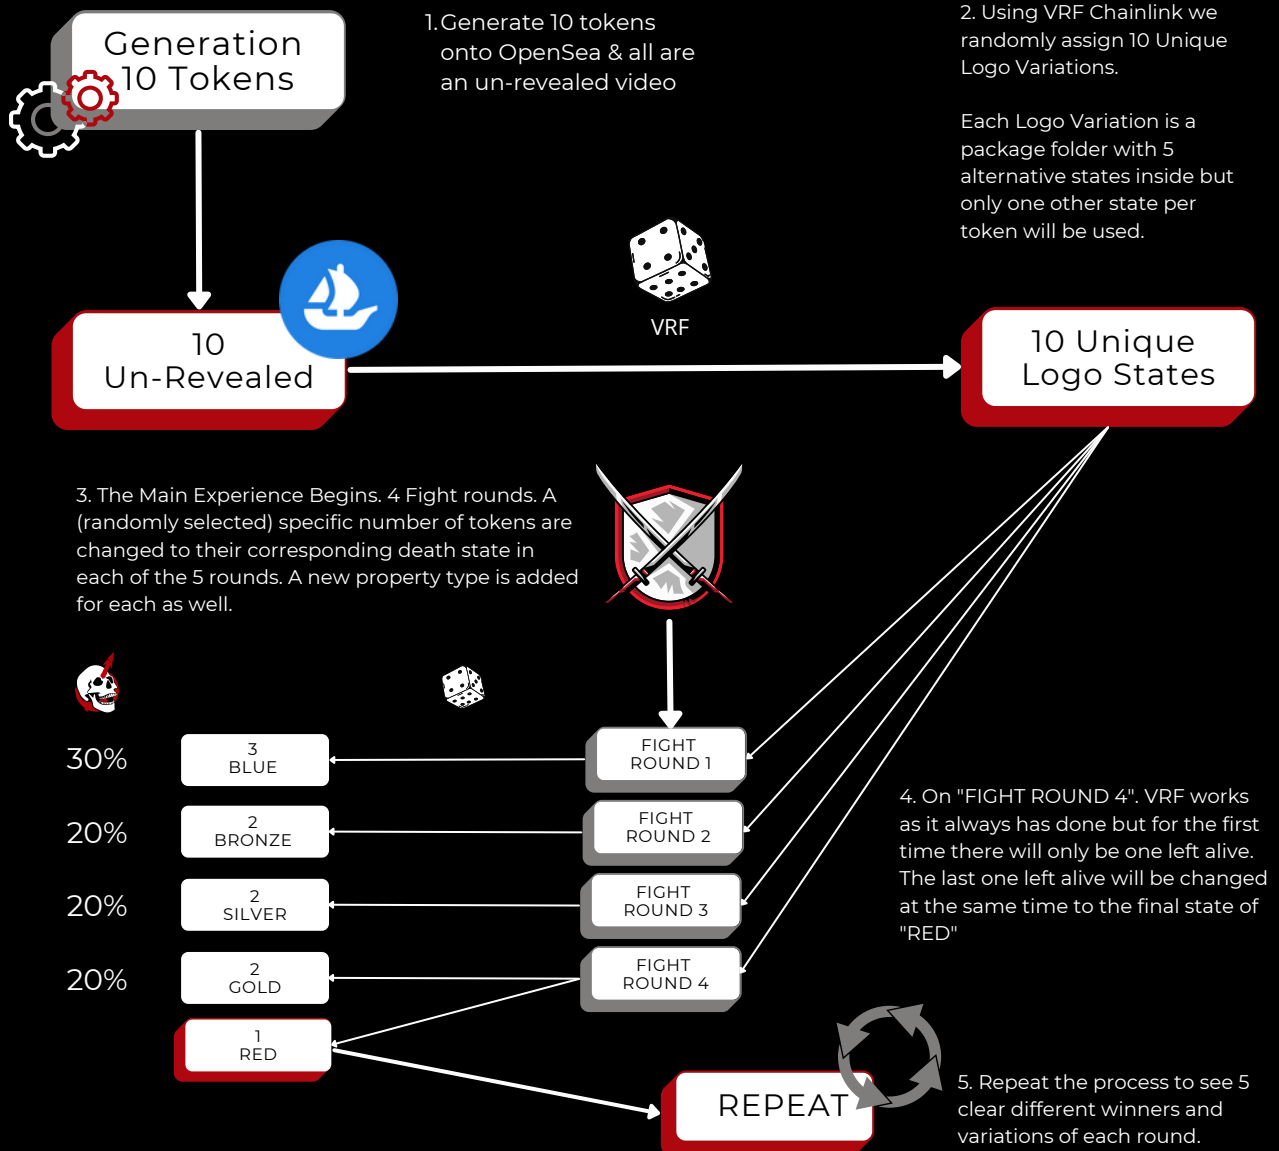 Generation
10 Tokens
1. Generate 10 tokens
onto OpenSea & all are
an un-revealed video
2. Using VRF Chainlink we
randomly assign 10 Unique
Logo Variations.
Each Logo Variation is a
package folder with 5
alternative states inside but
only one other state per
token will be used.
VRF
10
Un-Revealed
10 Unique
Logo States
3. The Main Experience Begins. 4 Fight rounds. A
(randomly selected) specific number of tokens are
changed to their corresponding death state in
each of the 5 rounds. A new property type is added
for each as well.
30%
3
BLUE
FIGHT
ROUND 1
20%
2
BRONZE
FIGHT
ROUND 2
20%
2
SILVER
FIGHT
ROUND 3
20%
2
GOLD
FIGHT
ROUND 4
1
RED
4. On "FIGHT ROUND 4". VRF works
as it always has done but for the first
time there will only be one left alive.
The last one left alive will be changed
at the same time to the final state of
"RED"
REPEAT
5. Repeat the process to see 5
clear different winners and
variations of each round.